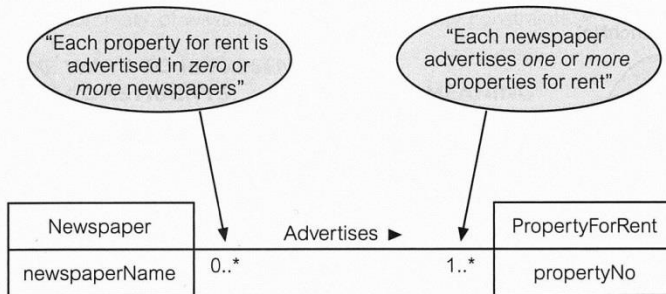 “Each property for rent is
advertised in zero or
more newspapers”
“Each newspaper
advertises one or more
properties for rent”
Newspaper
Advertises ►
PropertyForRent
newspaperName
0..*
1..*
propertyNo